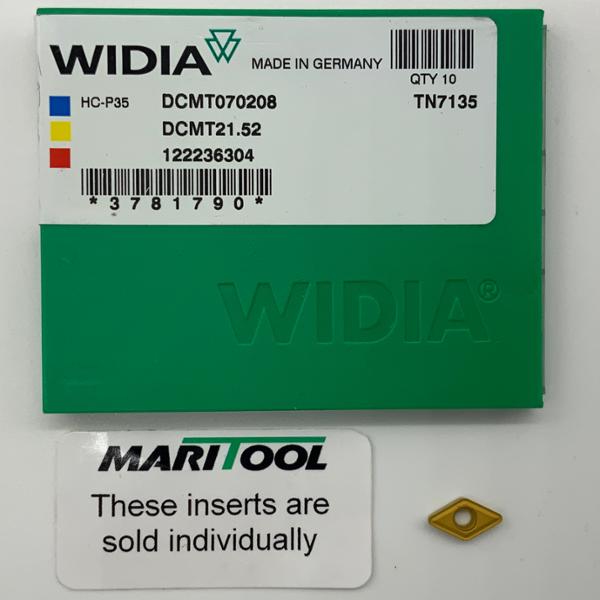 WIDIA
MADE IN GERMANY
QTY 10
HC-P35 DCMT070208 TN7135
DCMT21.52
122236304
*3781790*
WIDIA®
MARITOOL
These inserts are
sold individually